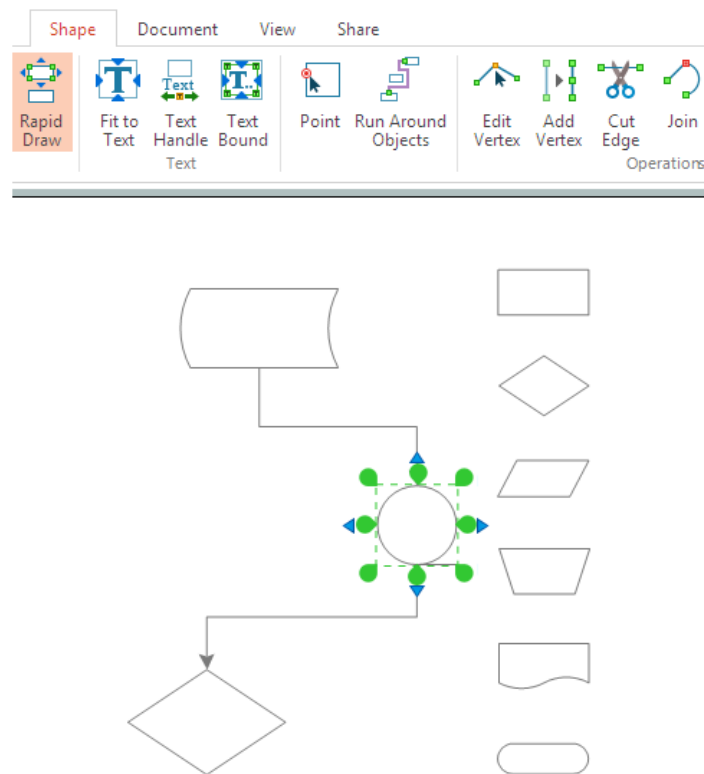 Shape Document View Share
Rapid Draw
Fit to Text
Text Handle
Text Bound
Point
Run Around Objects
Edit Vertex
Add Vertex
Cut Edge
Join
Text
Operations